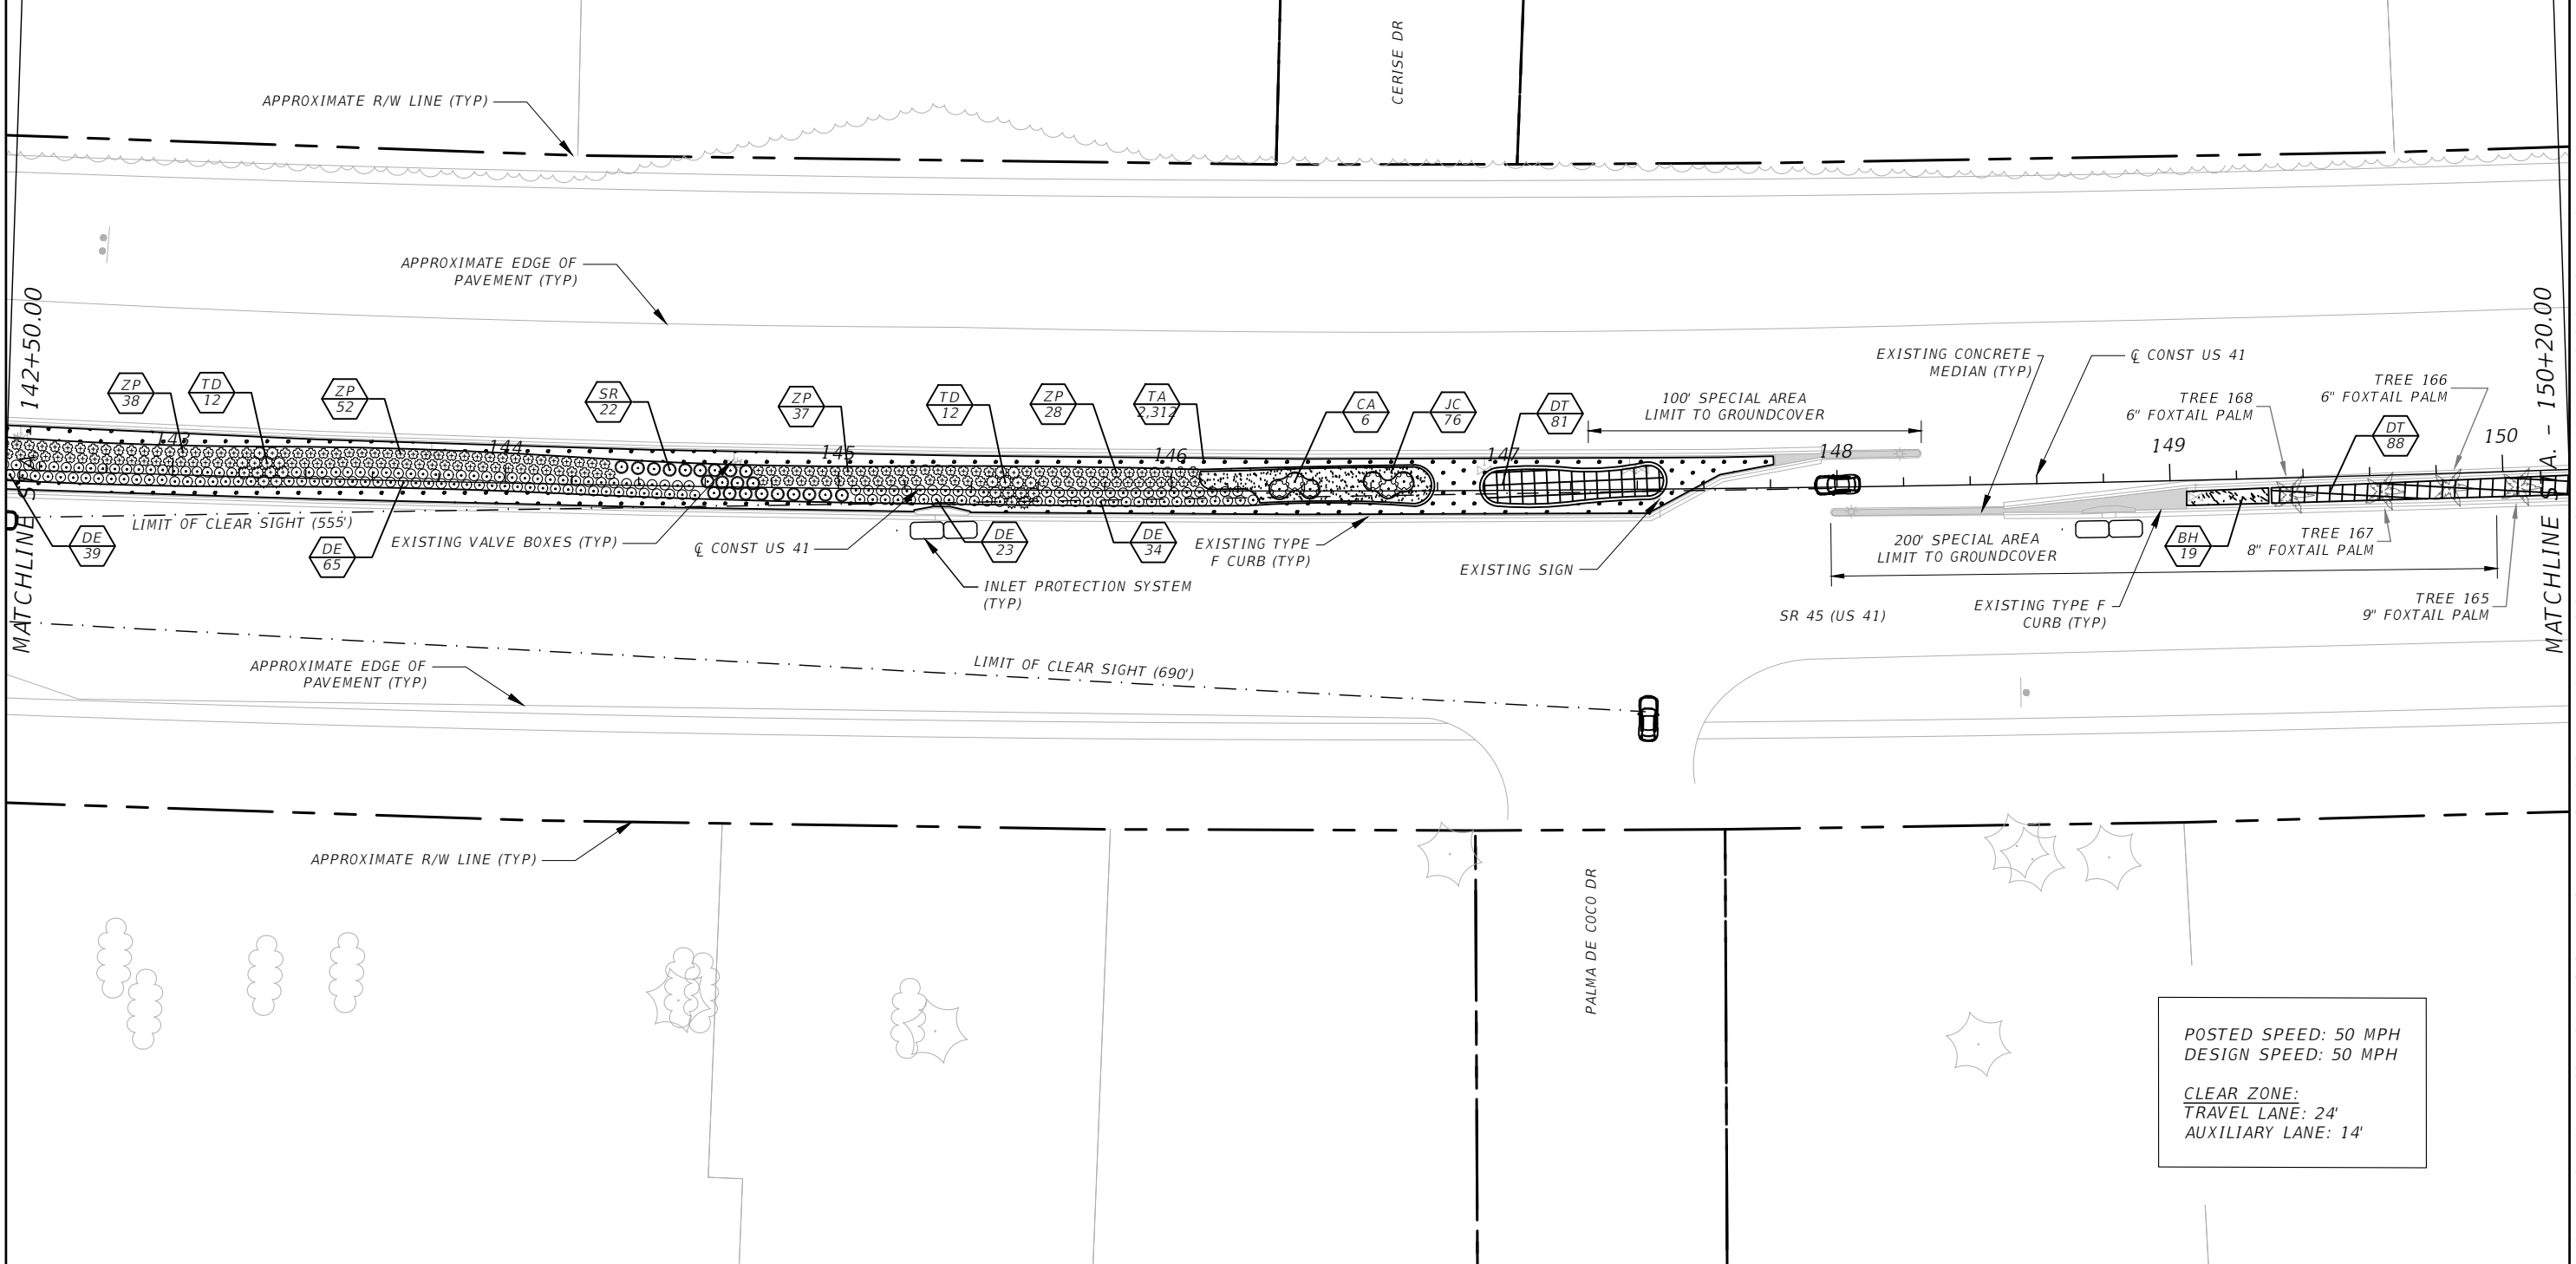 CERISE DR
APPROXIMATE R/W LINE (TYP)
APPROXIMATE EDGE OF
PAVEMENT (TYP)
MATCHLINE STA. 142+50.00
MATCHLINE STA. - 150+20.00
ZP
38
TD
12
ZP
52
SR
22
ZP
37
TD
12
ZP
28
TA
2,312
CA
6
JC
76
DT
81
100' SPECIAL AREA
LIMIT TO GROUNDCOVER
EXISTING CONCRETE
MEDIAN (TYP)
℄ CONST US 41
TREE 168
6" FOXTAIL PALM
TREE 166
6" FOXTAIL PALM
DT
88
143
144
145
146
147
148
149
150
LIMIT OF CLEAR SIGHT (555')
DE
39
DE
65
EXISTING VALVE BOXES (TYP)
℄ CONST US 41
DE
23
DE
34
INLET PROTECTION SYSTEM
(TYP)
EXISTING TYPE
F CURB (TYP)
EXISTING SIGN
200' SPECIAL AREA
LIMIT TO GROUNDCOVER
BH
19
TREE 167
8" FOXTAIL PALM
SR 45 (US 41)
EXISTING TYPE F
CURB (TYP)
TREE 165
9" FOXTAIL PALM
APPROXIMATE EDGE OF
PAVEMENT (TYP)
LIMIT OF CLEAR SIGHT (690')
APPROXIMATE R/W LINE (TYP)
PALMA DE COCO DR
POSTED SPEED: 50 MPH
DESIGN SPEED: 50 MPH
CLEAR ZONE:
TRAVEL LANE: 24'
AUXILIARY LANE: 14'